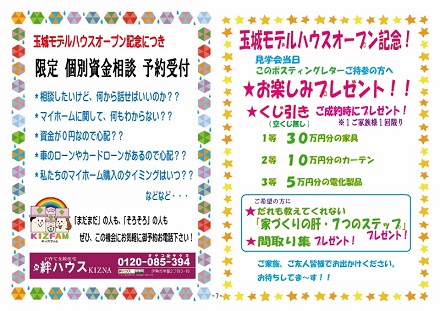 玉城モデルハウスオープン記念につき
限定 個別資金相談 予約受付
★相談したいけど、何から話せばいいのか??
★マイホームに関して、何もわからない??
★資金が0円なので心配??
★車のローンやカードローンがあるので心配??
★私たちのマイホーム購入のタイミングはいつ??
などなど・・・
KIZFAM
「まだまだ」の人も、「そろそろ」の人も
ぜひ、この機会にお気軽に御予約お電話下さい!
絆ハウス KIZNA
0120-085-394
玉城モデルハウスオープン記念!
見学会当日
このポスティングレターご持参の方へ
★お楽しみプレゼント!!
★くじ引き ご成約時にプレゼント!
(空くじ無し) ※1ご家族様1回限り
1等 30万円分の家具
2等 10万円分のカーテン
3等 5万円分の電化製品
ご希望の方に
★だれも教えてくれない
「家づくりの肝・7つのステップ」
プレゼント!
★間取り集 プレゼント!
ご家族、ご友人皆様でお出かけください。
お待ちしてま～す!!
-7-